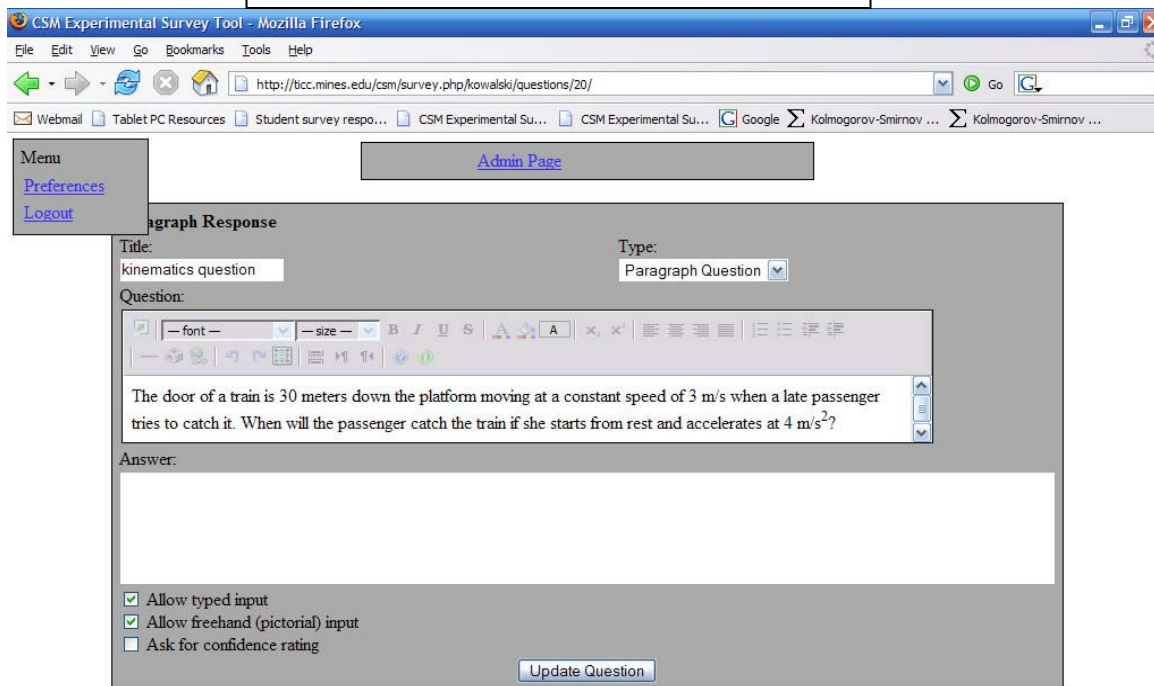 CSM Experimental Survey Tool - Mozilla Firefox
File Edit View Go Bookmarks Tools Help
http://ticc.mines.edu/csm/survey.php/kowalski/questions/20/ Go G
Webmail Tablet PC Resources Student survey respo... CSM Experimental Su... CSM Experimental Su... G Google Σ Kolmogorov-Smirnov ... Σ Kolmogorov-Smirnov ...
Menu
Preferences
Logout
Admin Page
agraph Response
Title: Type:
kinematics question Paragraph Question
Question:
— font — — size — B I U S A A x₂ x²
The door of a train is 30 meters down the platform moving at a constant speed of 3 m/s when a late passenger
tries to catch it. When will the passenger catch the train if she starts from rest and accelerates at 4 m/s²?
Answer:
Allow typed input
Allow freehand (pictorial) input
Ask for confidence rating
Update Question